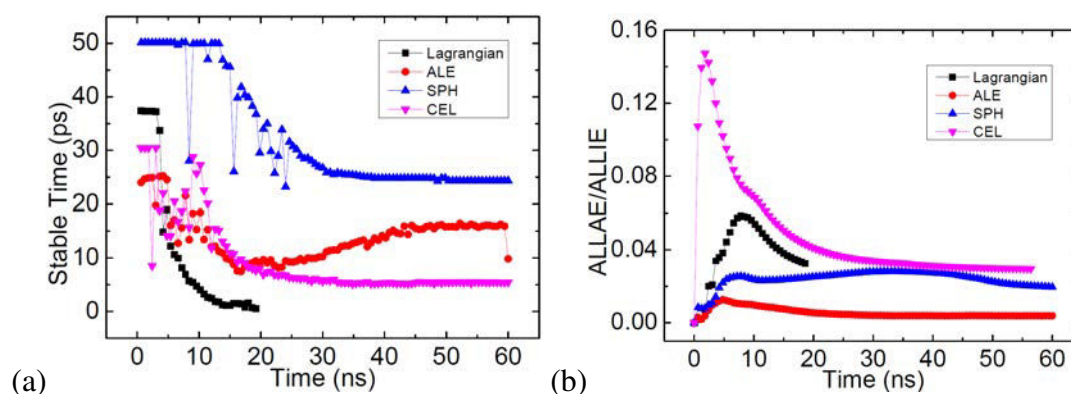 (a)
Stable Time (ps)
50
40
30
20
10
0
Lagrangian
ALE
SPH
CEL
0 10 20 30 40 50 60
Time (ns)
(b)
ALLAE/ALLIE
0.16
0.12
0.08
0.04
0.00
Lagrangian
ALE
SPH
CEL
0 10 20 30 40 50 60
Time (ns)